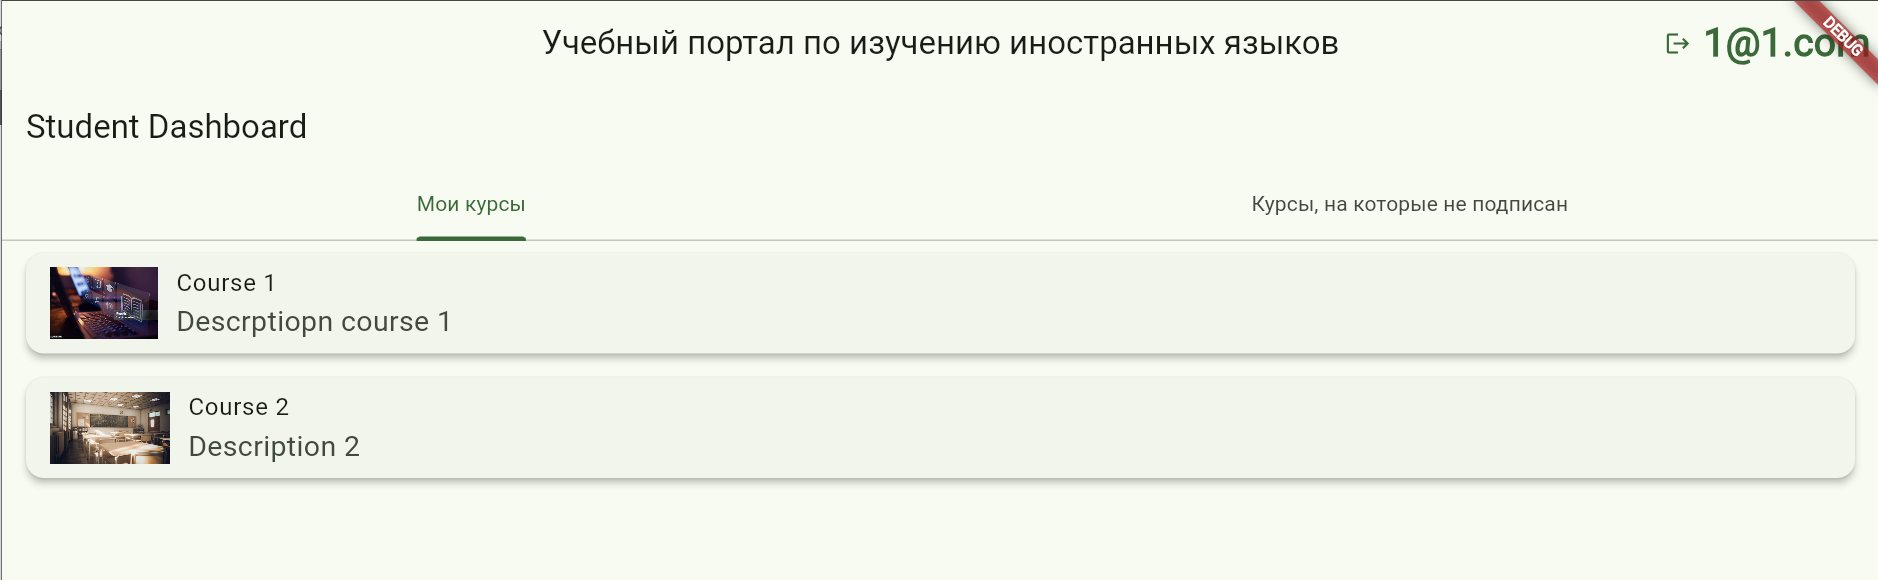 Учебный портал по изучению иностранных языков
1@1.com
DEBUG
Student Dashboard
Мои курсы
Курсы, на которые не подписан
Course 1
Descrptiopn course 1
Course 2
Description 2